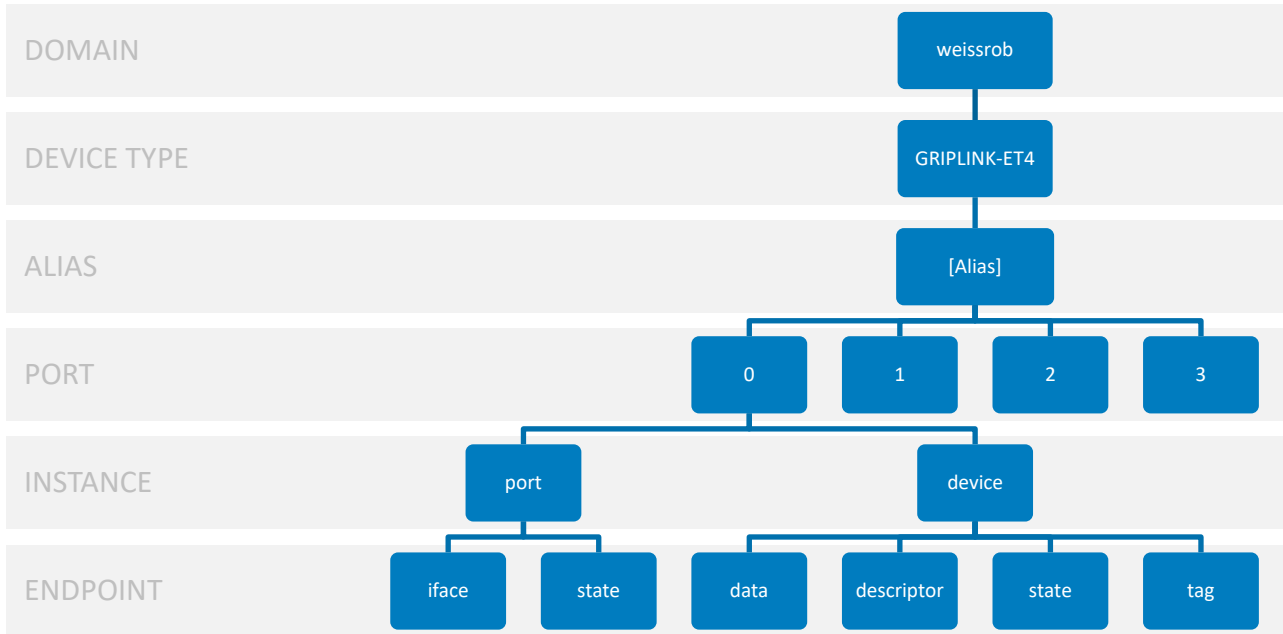 DOMAIN
weissrob
DEVICE TYPE
GRIPLINK-ET4
ALIAS
[Alias]
PORT
0
1
2
3
INSTANCE
port
device
ENDPOINT
iface
state
data
descriptor
state
tag